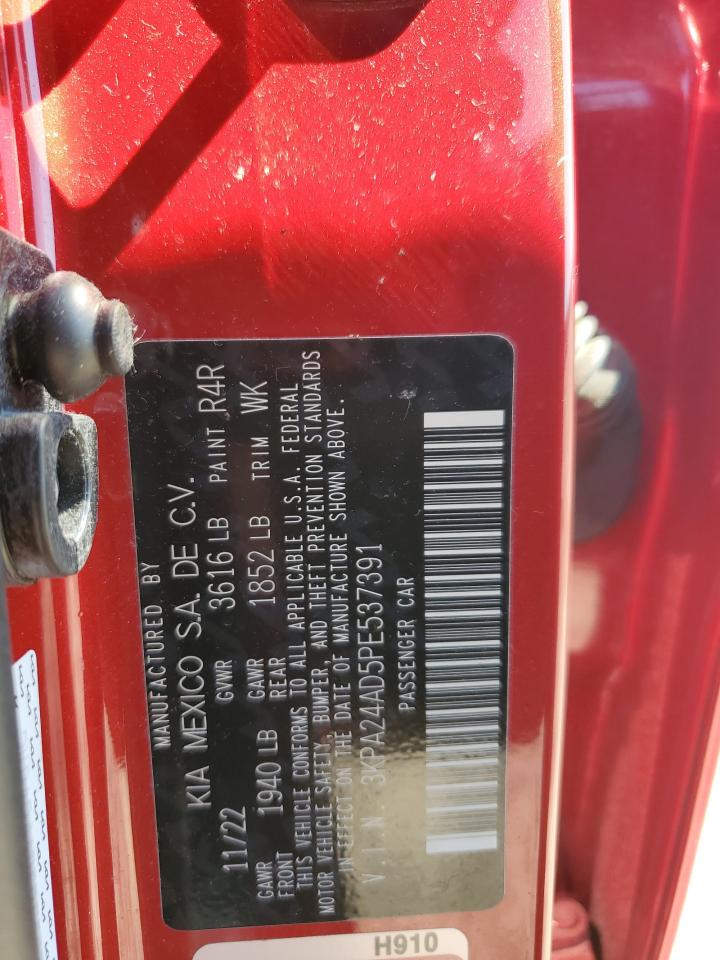 MANUFACTURED BY
KIA MEXICO S.A. DE C.V.
11/22 GVWR 3616 LB PAINT R4R
GAWR FRONT 1940 LB GAWR REAR 1852 LB TRIM WK
THIS VEHICLE CONFORMS TO ALL APPLICABLE U.S.A. FEDERAL
MOTOR VEHICLE SAFETY, BUMPER, AND THEFT PREVENTION STANDARDS
IN EFFECT ON THE DATE OF MANUFACTURE SHOWN ABOVE.
V.I.N. 3KPA24AD5PE537391
PASSENGER CAR
H910